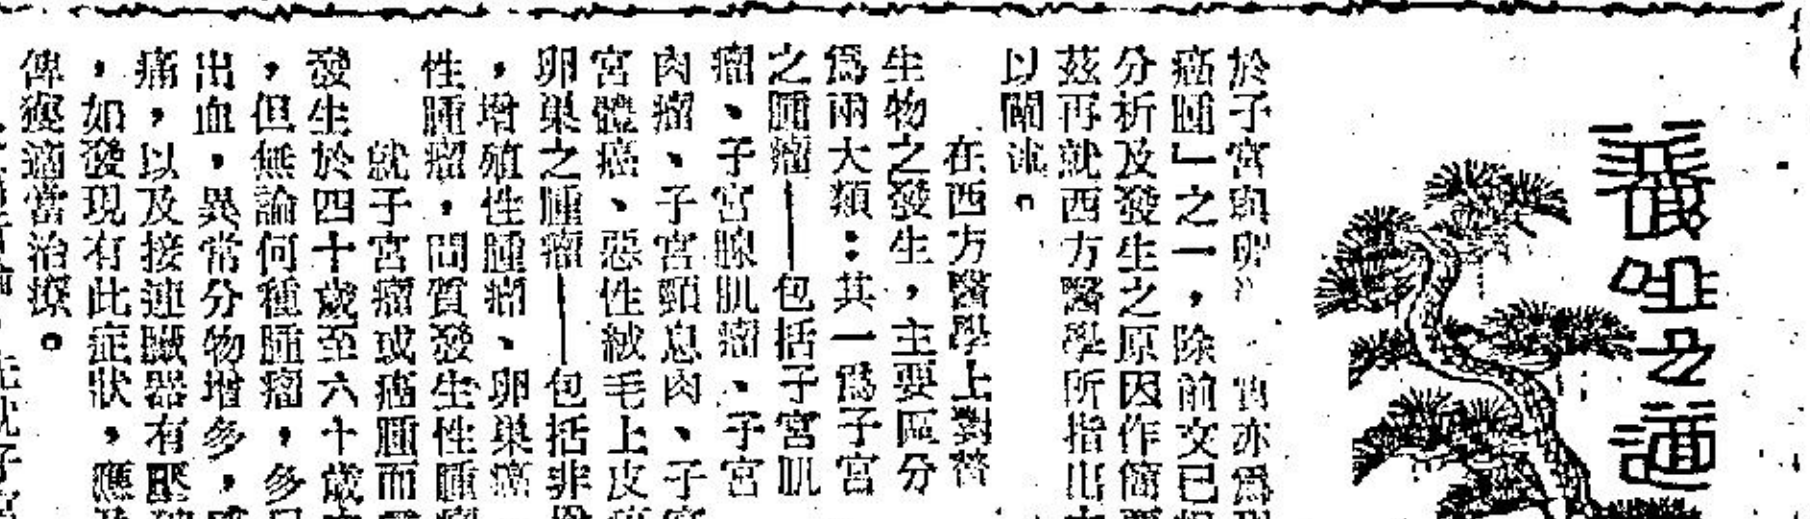 養生之道
於子宮與卵
癌腫」之一，除前文已
分析及發生之原因作簡
茲再就西方醫學所指出
以闡述。
在西方醫學上對營
生物之發生，主要區分
為兩大類：其一為子宮
之腫瘤——包括子宮肌
瘤、子宮腺肌瘤、子宮
肉瘤、子宮頸息肉、子
宮體癌、惡性絨毛上皮
卵巢之腫瘤——包括非
，增殖性腫瘤、卵巢癌
性腫瘤，間質發生性腫
就子宮瘤或癌腫而
發生於四十歲至六十歲
，但無論何種腫瘤，多
出血，異常分物增多，
痛，以及接連臟器有壓
，如發現有此症狀，應
俾獲適當治療。